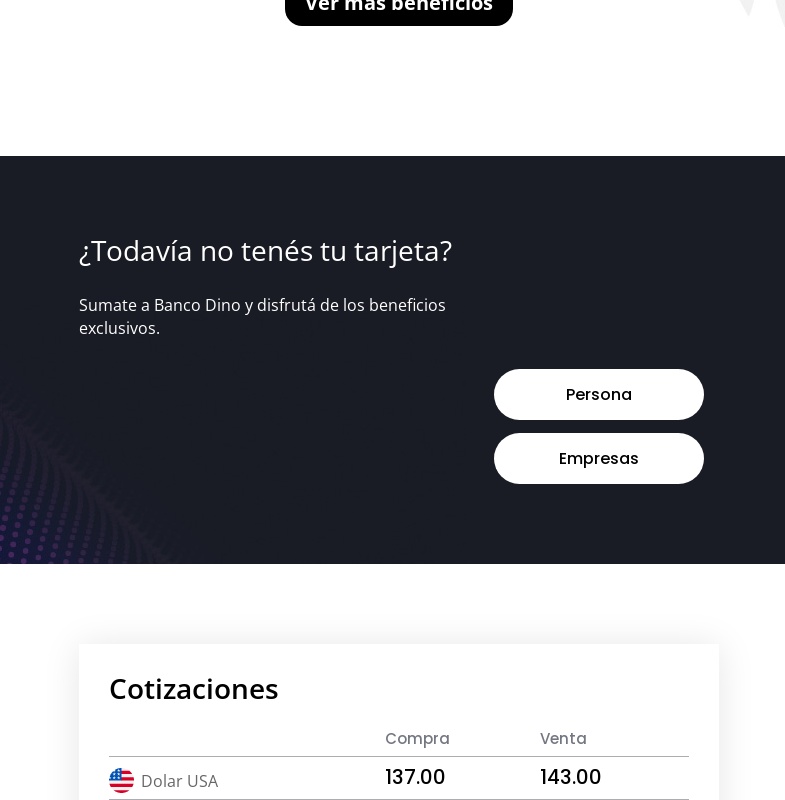 Ver más beneficios
¿Todavía no tenés tu tarjeta?
Sumate a Banco Dino y disfrutá de los beneficios
exclusivos.
Persona
Empresas
Cotizaciones
Compra Venta
Dolar USA 137.00 143.00